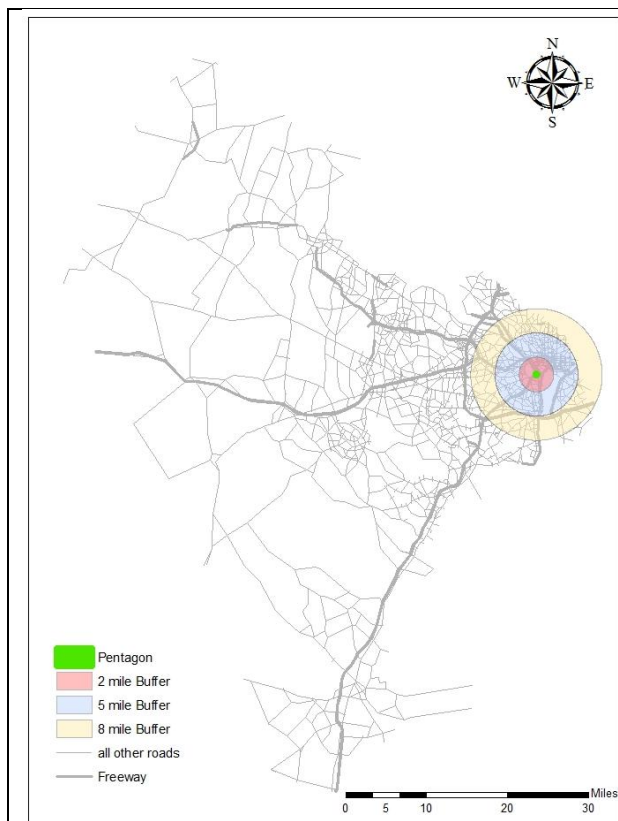 N
W E
S
Pentagon
2 mile Buffer
5 mile Buffer
8 mile Buffer
all other roads
Freeway
Miles
0 5 10 20 30